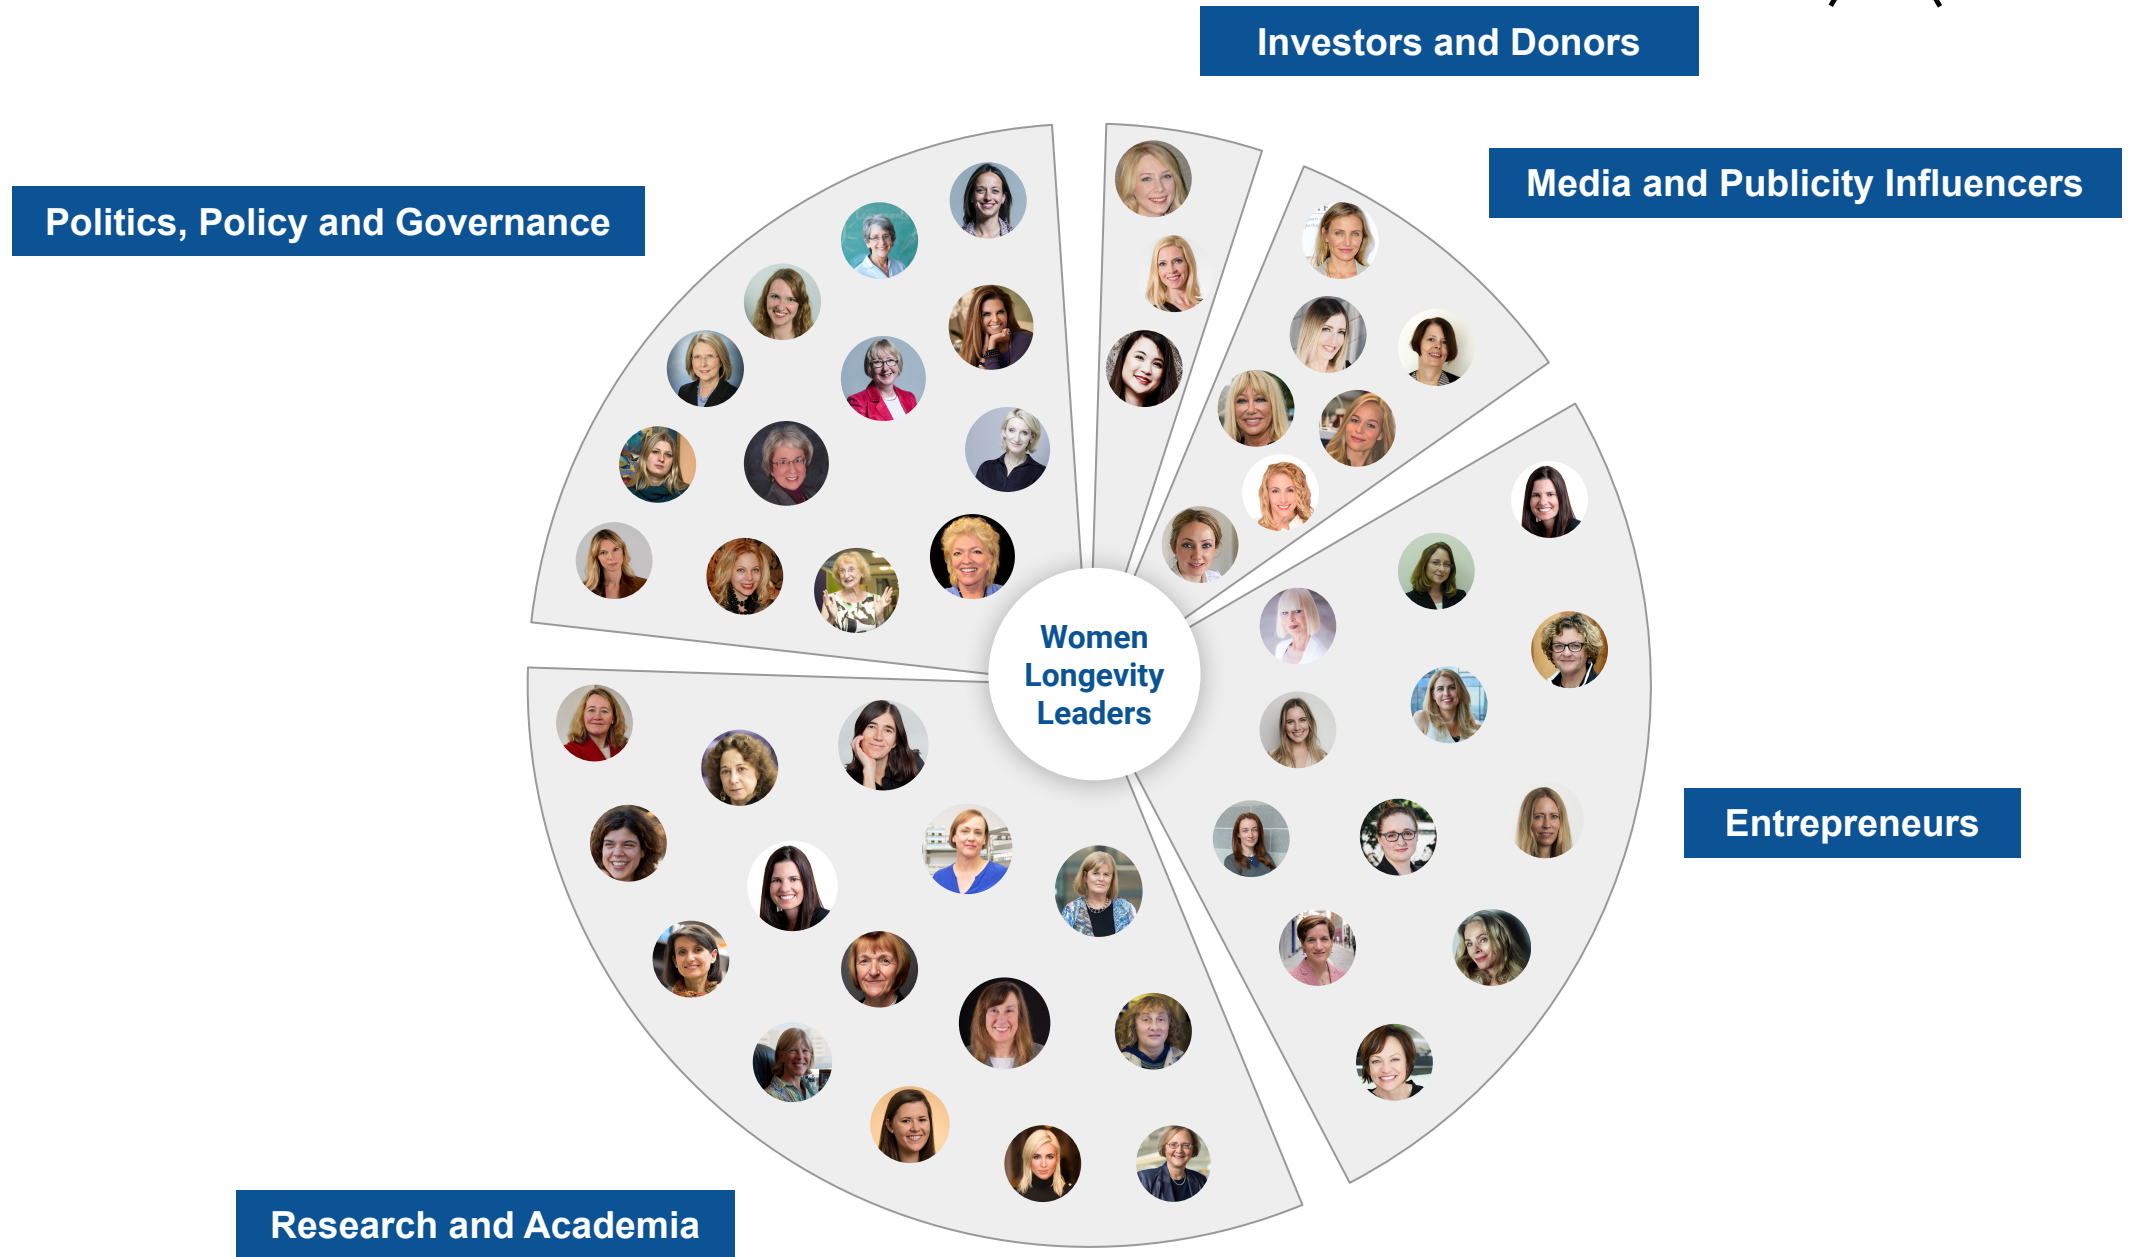 Investors and Donors
Media and Publicity Influencers
Politics, Policy and Governance
Women
Longevity
Leaders
Entrepreneurs
Research and Academia